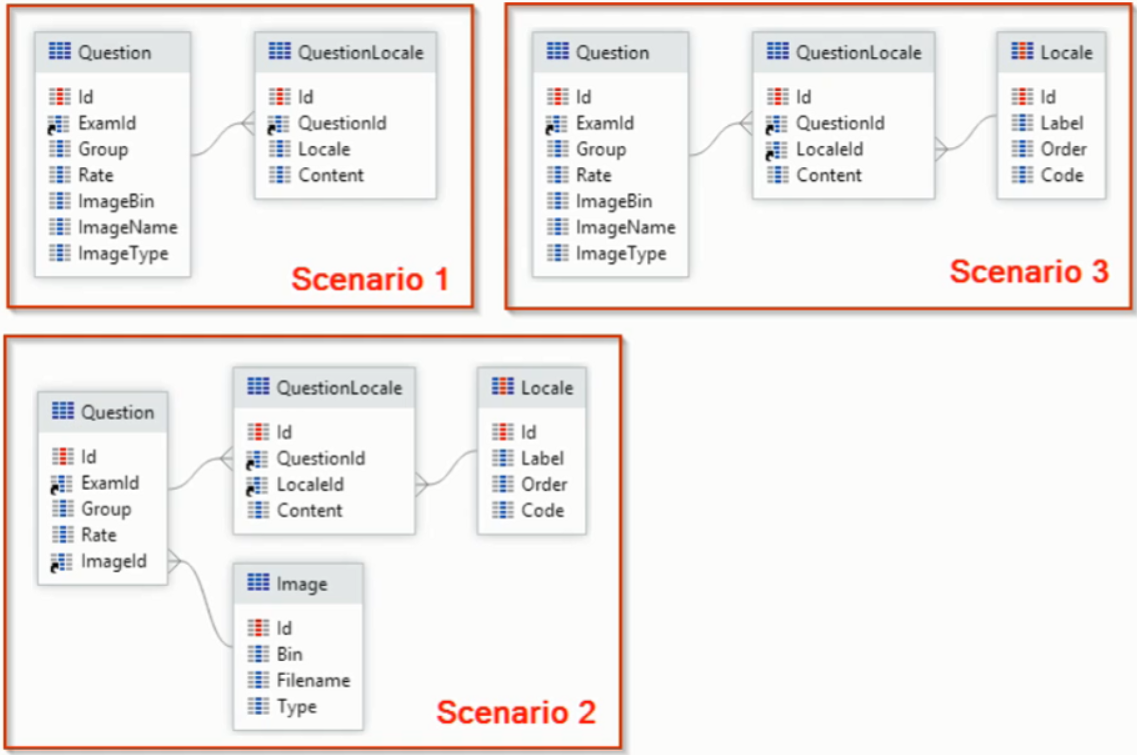 Question
Id
ExamId
Group
Rate
ImageBin
ImageName
ImageType
QuestionLocale
Id
QuestionId
Locale
Content
Scenario 1
Question
Id
ExamId
Group
Rate
ImageBin
ImageName
ImageType
QuestionLocale
Id
QuestionId
LocaleId
Content
Locale
Id
Label
Order
Code
Scenario 3
Question
Id
ExamId
Group
Rate
ImageId
QuestionLocale
Id
QuestionId
LocaleId
Content
Locale
Id
Label
Order
Code
Image
Id
Bin
Filename
Type
Scenario 2